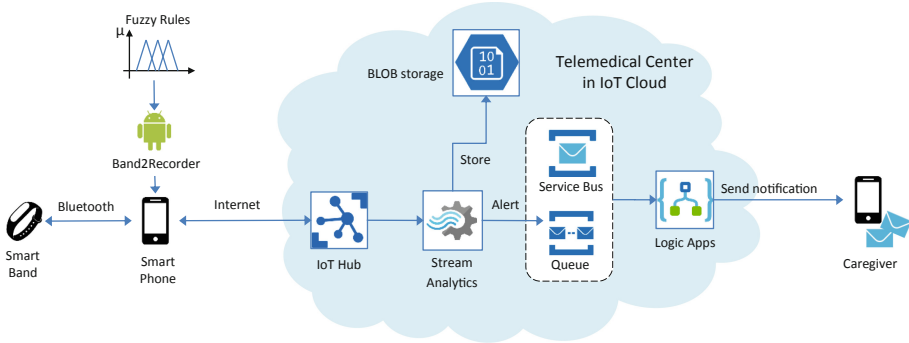 Fuzzy Rules
μ
Band2Recorder
Bluetooth
Smart
Band
Smart
Phone
Internet
Telemedical Center
in IoT Cloud
BLOB storage
10
01
Store
IoT Hub
Stream
Analytics
Alert
Service Bus
Queue
Logic Apps
Send notification
Caregiver